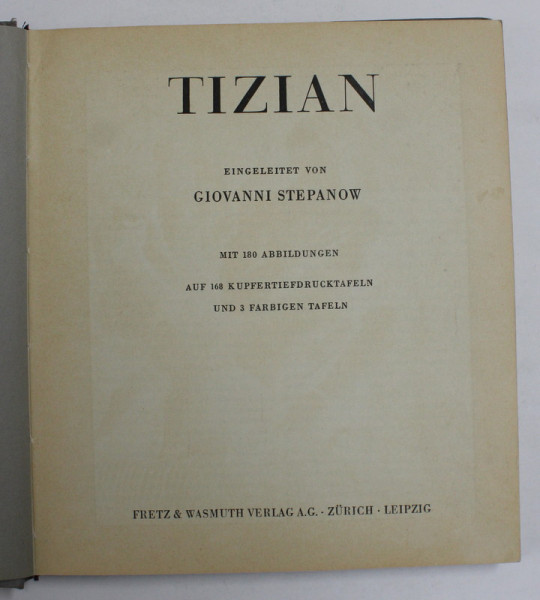 TIZIAN
EINGELEITET VON
GIOVANNI STEPANOW
MIT 180 ABBILDUNGEN
AUF 168 KUPFERTIEFDRUCKTAFELN
UND 3 FARBIGEN TAFELN
FRETZ & WASMUTH VERLAG A.G. · ZÜRICH · LEIPZIG